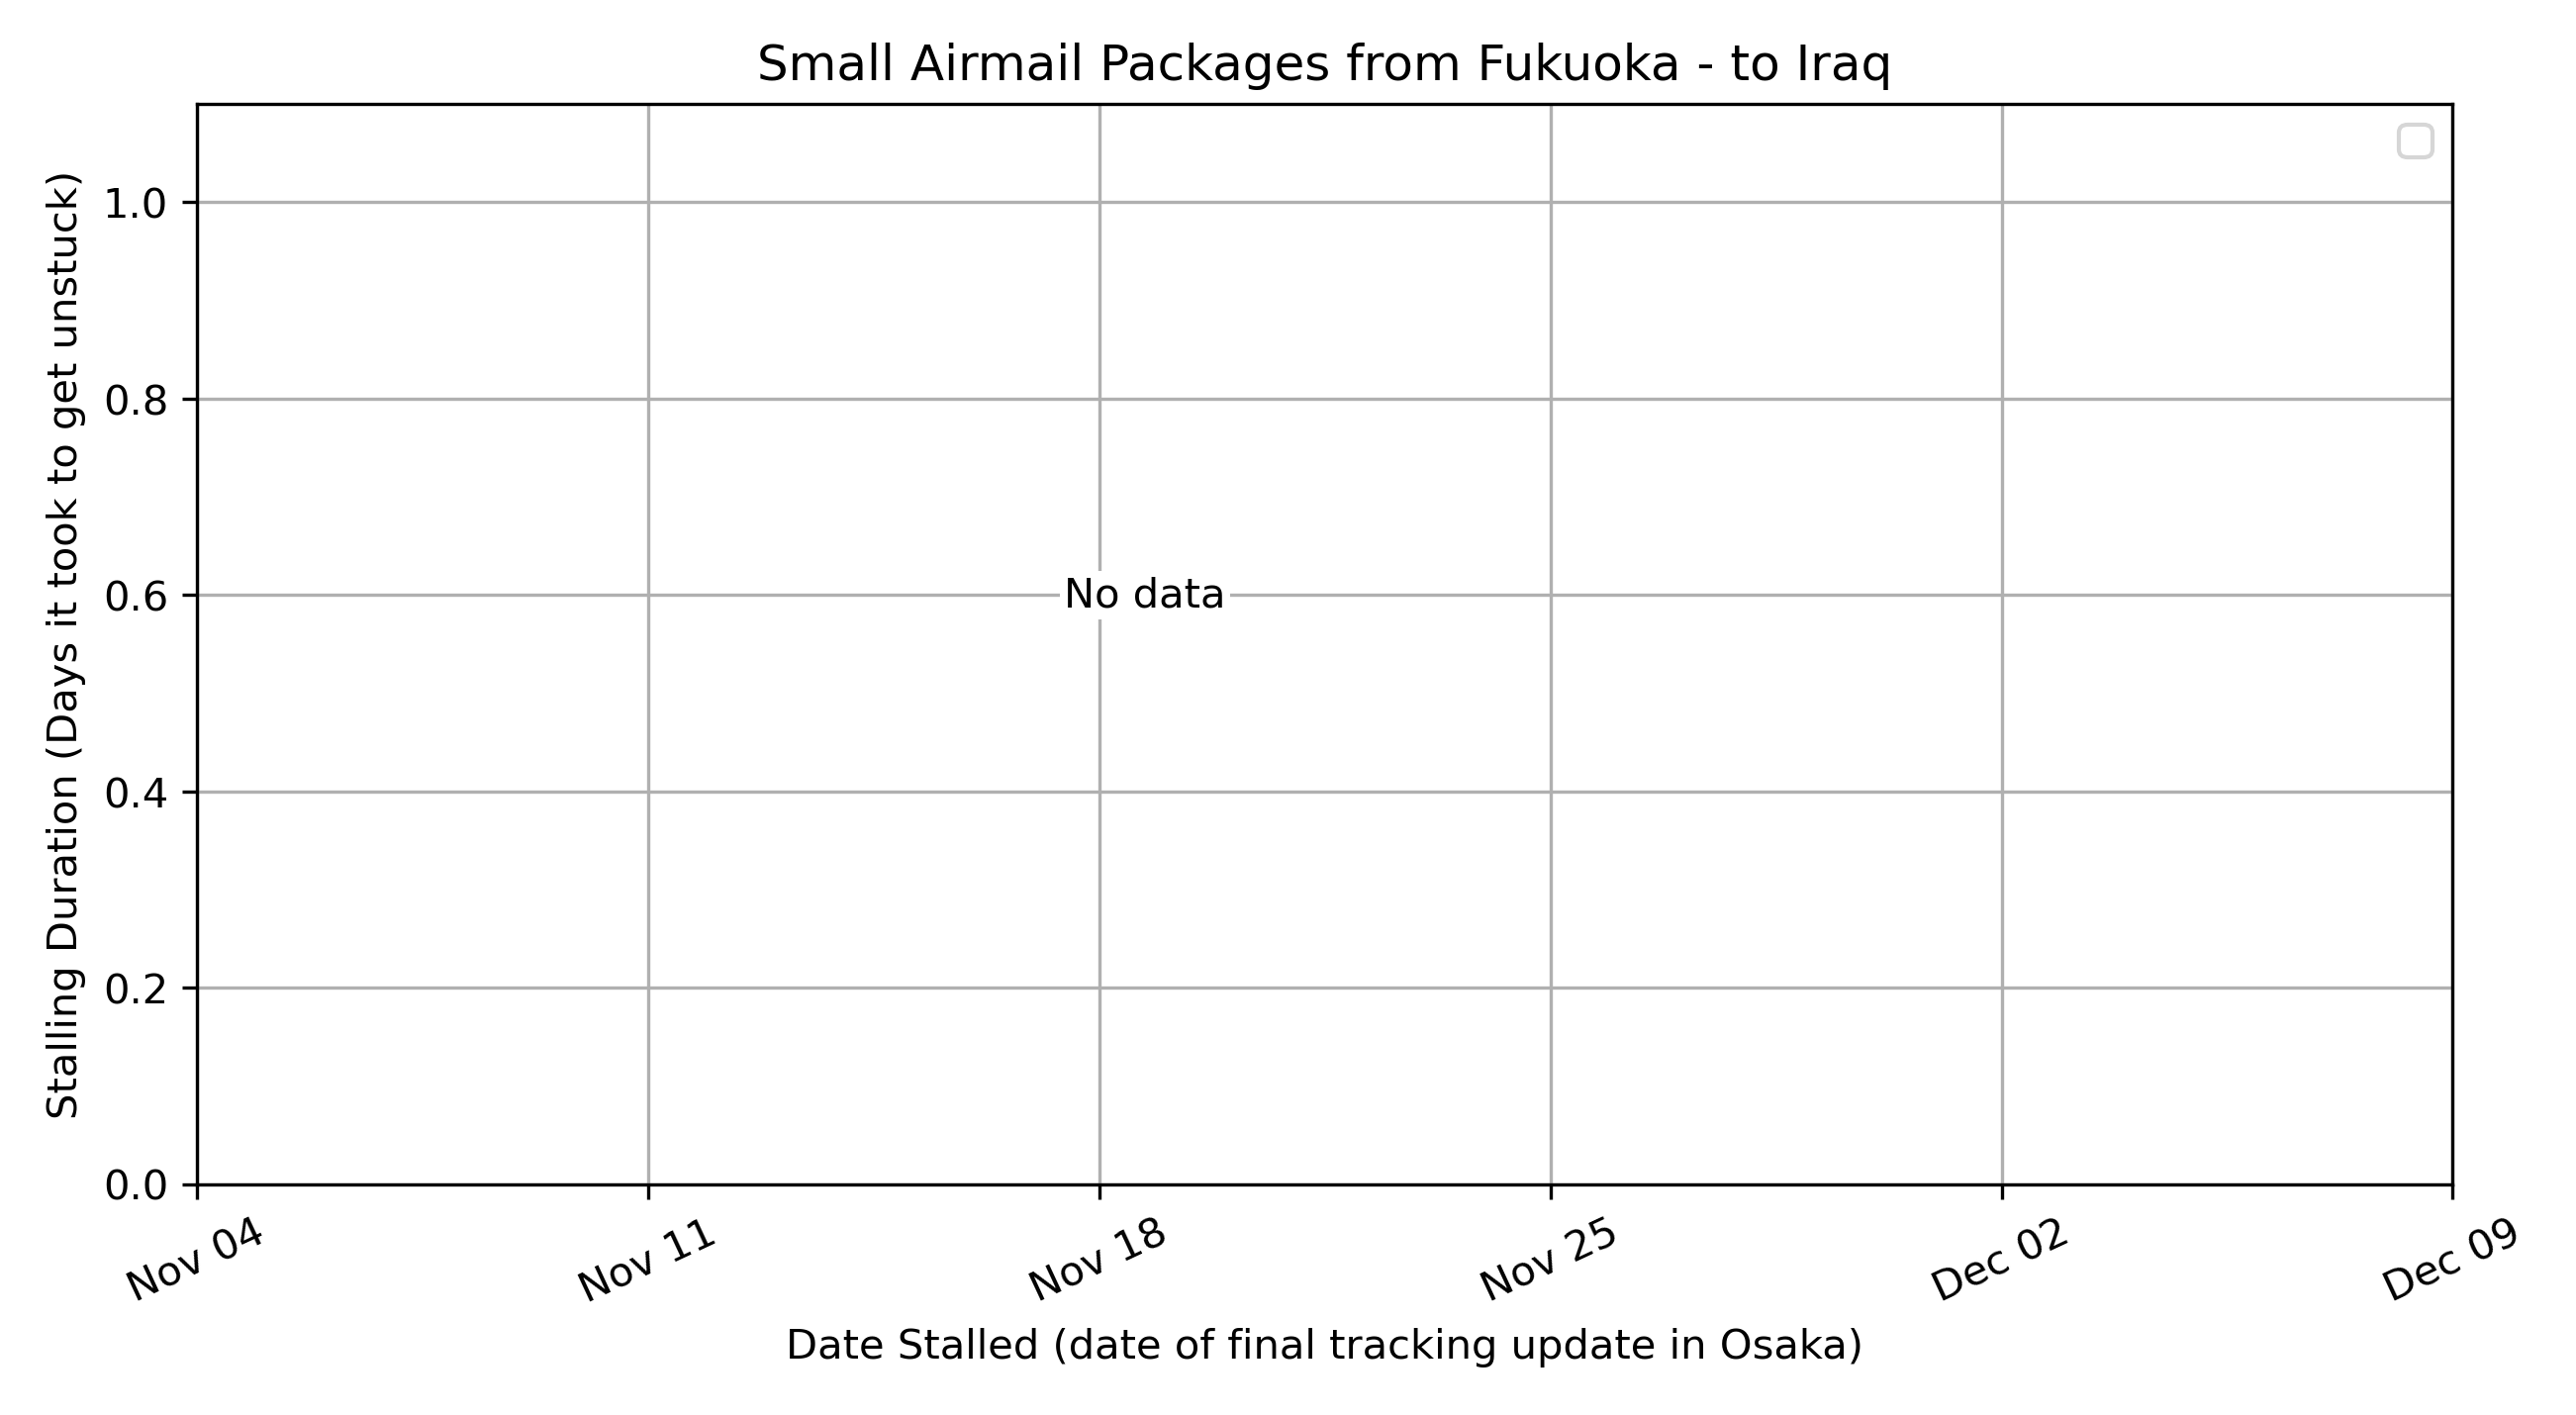 Small Airmail Packages from Fukuoka - to Iraq
Stalling Duration (Days it took to get unstuck)
1.0
0.8
0.6
0.4
0.2
0.0
No data
Nov 04
Nov 11
Nov 18
Nov 25
Dec 02
Dec 09
Date Stalled (date of final tracking update in Osaka)